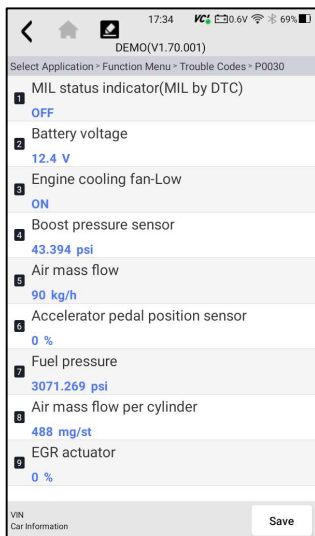 17:34 VCI 0.6V 69%
DEMO(V1.70.001)
Select Application > Function Menu > Trouble Codes > P0030
1 MIL status indicator(MIL by DTC)
OFF
2 Battery voltage
12.4 V
3 Engine cooling fan-Low
ON
4 Boost pressure sensor
43.394 psi
5 Air mass flow
90 kg/h
6 Accelerator pedal position sensor
0 %
7 Fuel pressure
3071.269 psi
8 Air mass flow per cylinder
488 mg/st
9 EGR actuator
0 %
VIN
Car Information
Save